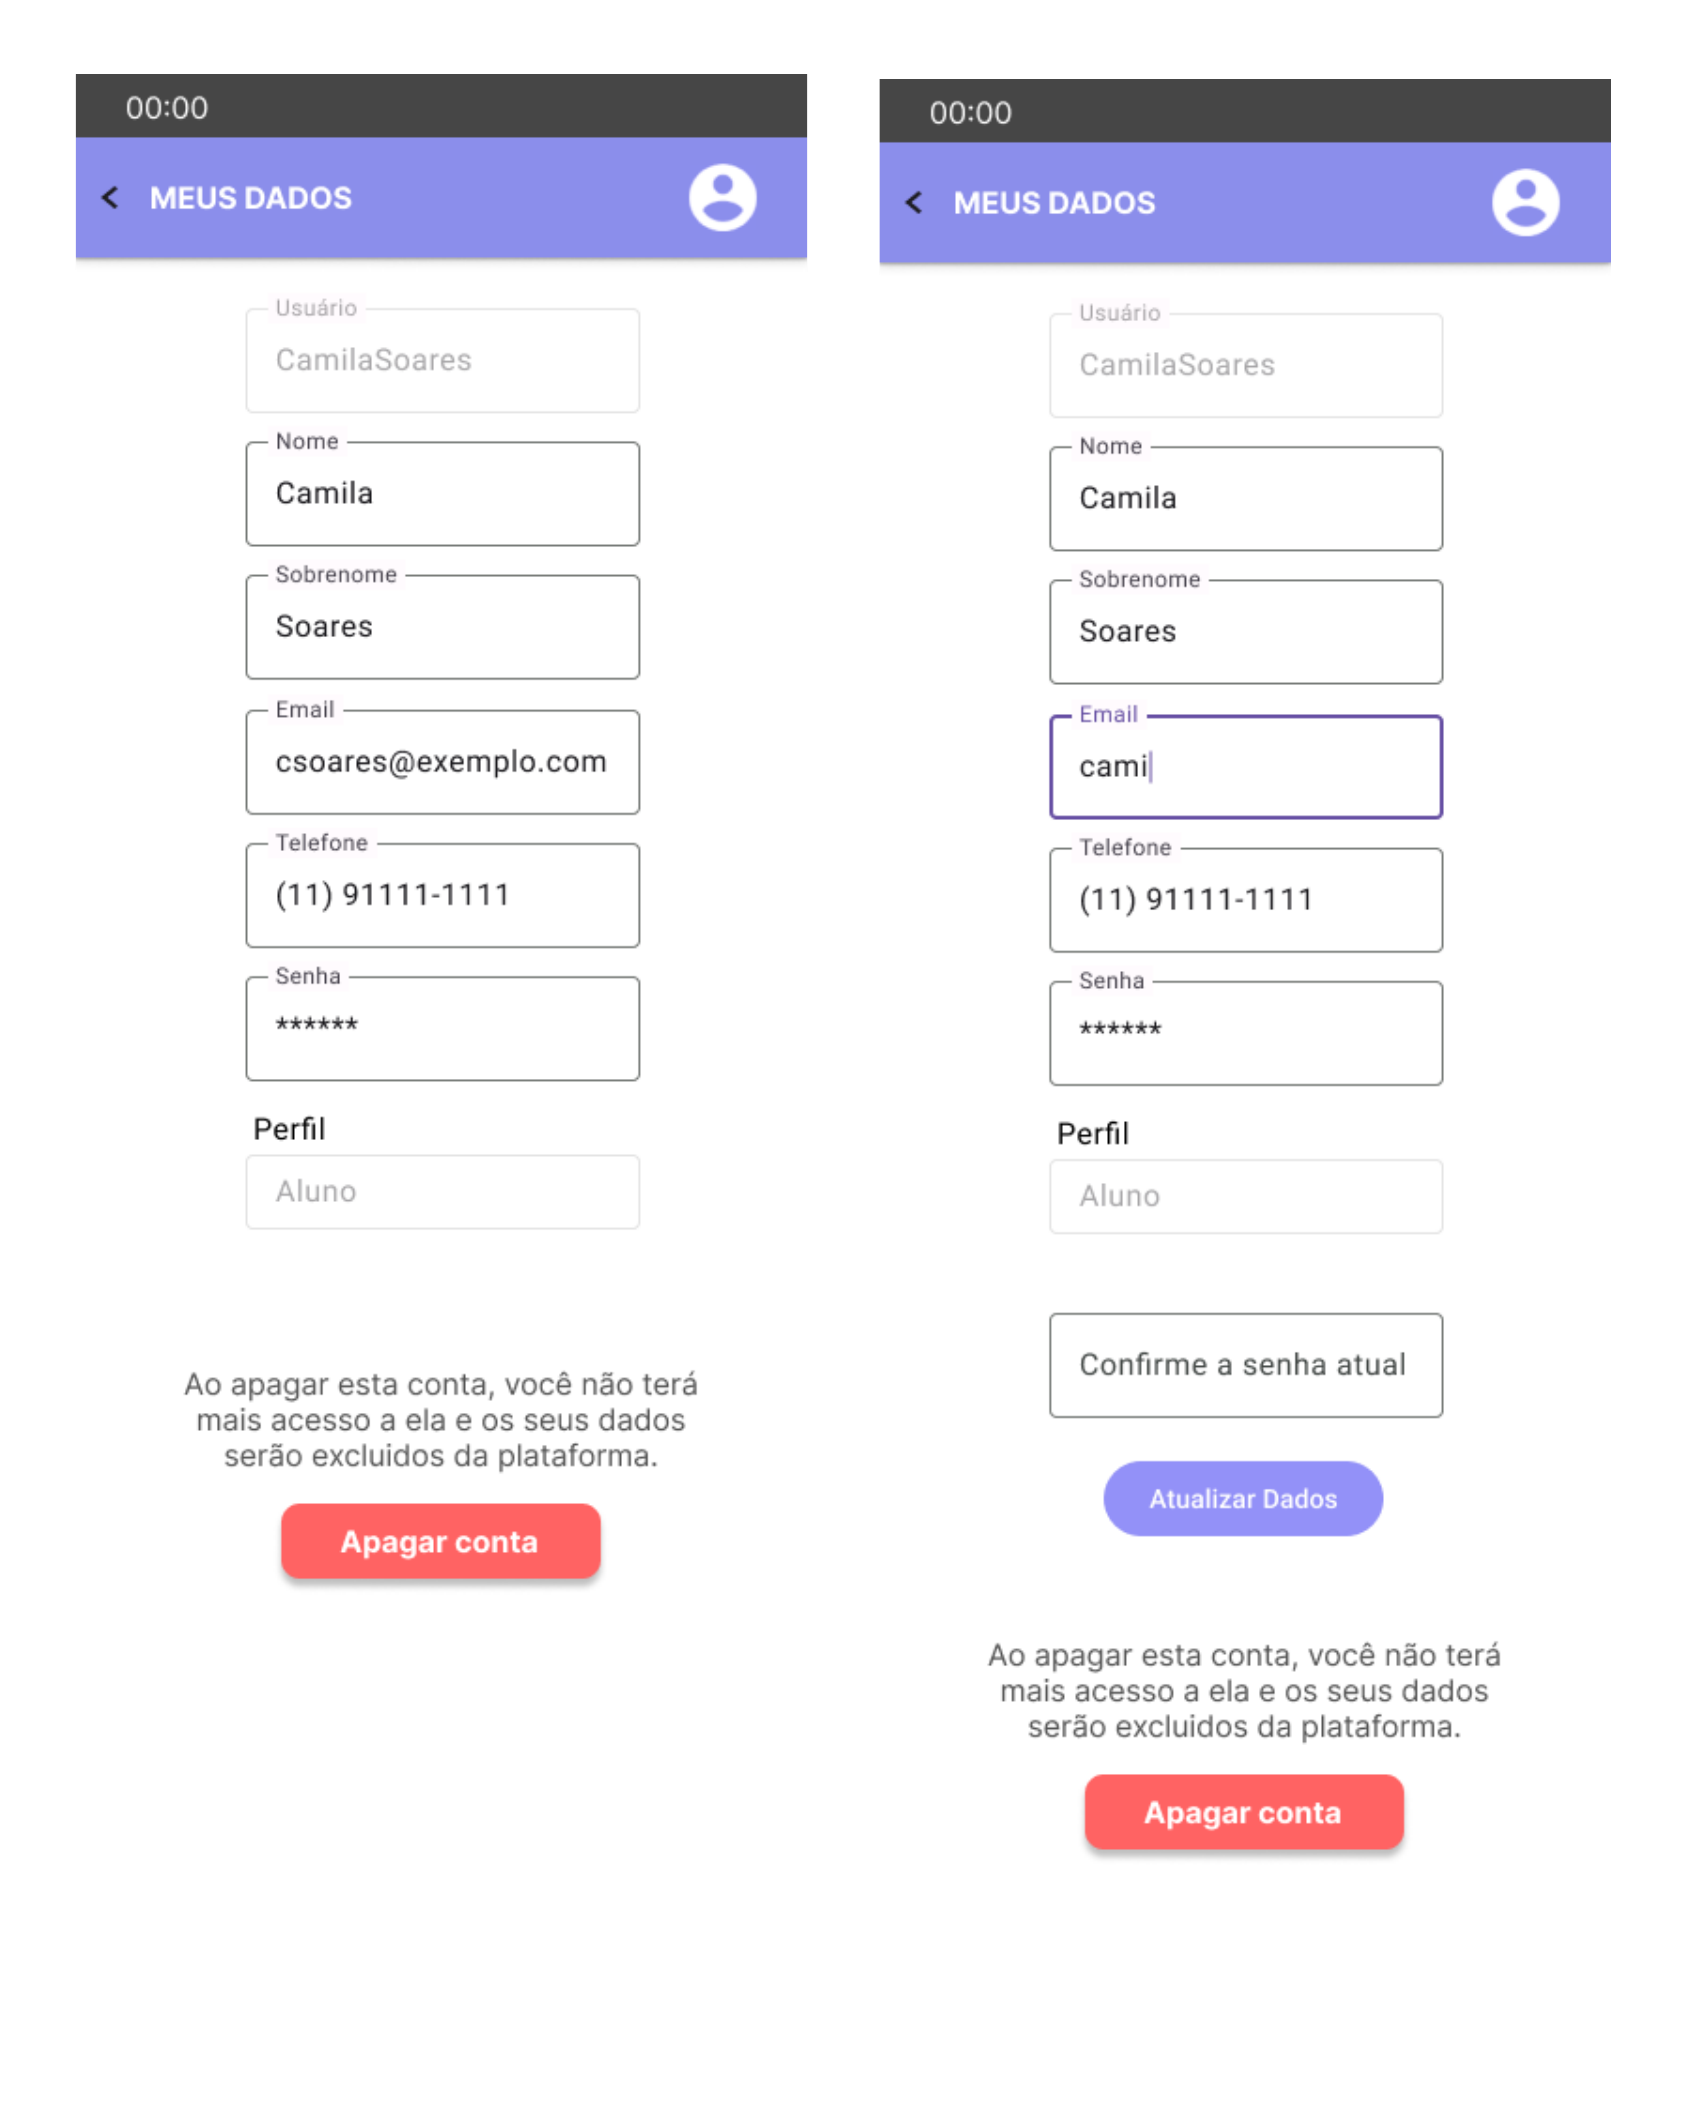 00:00
MEUS DADOS
Usuário
CamilaSoares
Nome
Camila
Sobrenome
Soares
Email
csoares@exemplo.com
Telefone
(11) 91111-1111
Senha
******
Perfil
Aluno
Ao apagar esta conta, você não terá
mais acesso a ela e os seus dados
serão excluidos da plataforma.
Apagar conta
00:00
MEUS DADOS
Usuário
CamilaSoares
Nome
Camila
Sobrenome
Soares
Email
cami
Telefone
(11) 91111-1111
Senha
******
Perfil
Aluno
Confirme a senha atual
Atualizar Dados
Ao apagar esta conta, você não terá
mais acesso a ela e os seus dados
serão excluidos da plataforma.
Apagar conta